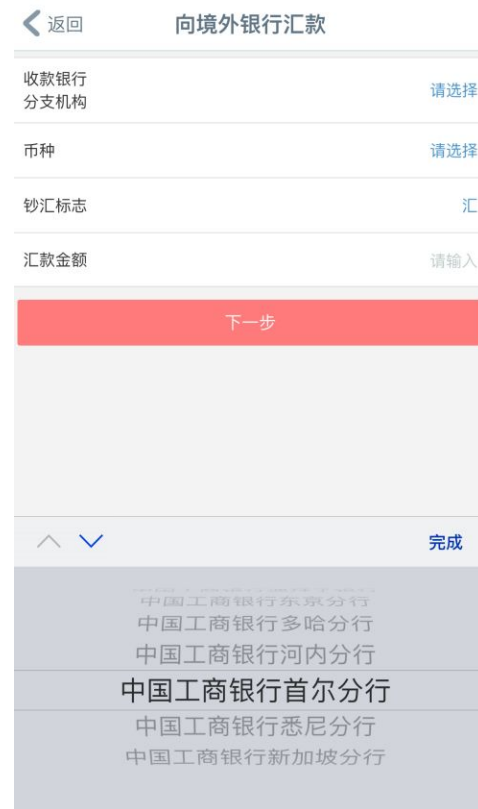 返回
向境外银行汇款
收款银行
分支机构
请选择
币种
请选择
钞汇标志
汇
汇款金额
请输入
下一步
完成
中国工商银行东京分行
中国工商银行多哈分行
中国工商银行河内分行
中国工商银行首尔分行
中国工商银行悉尼分行
中国工商银行新加坡分行